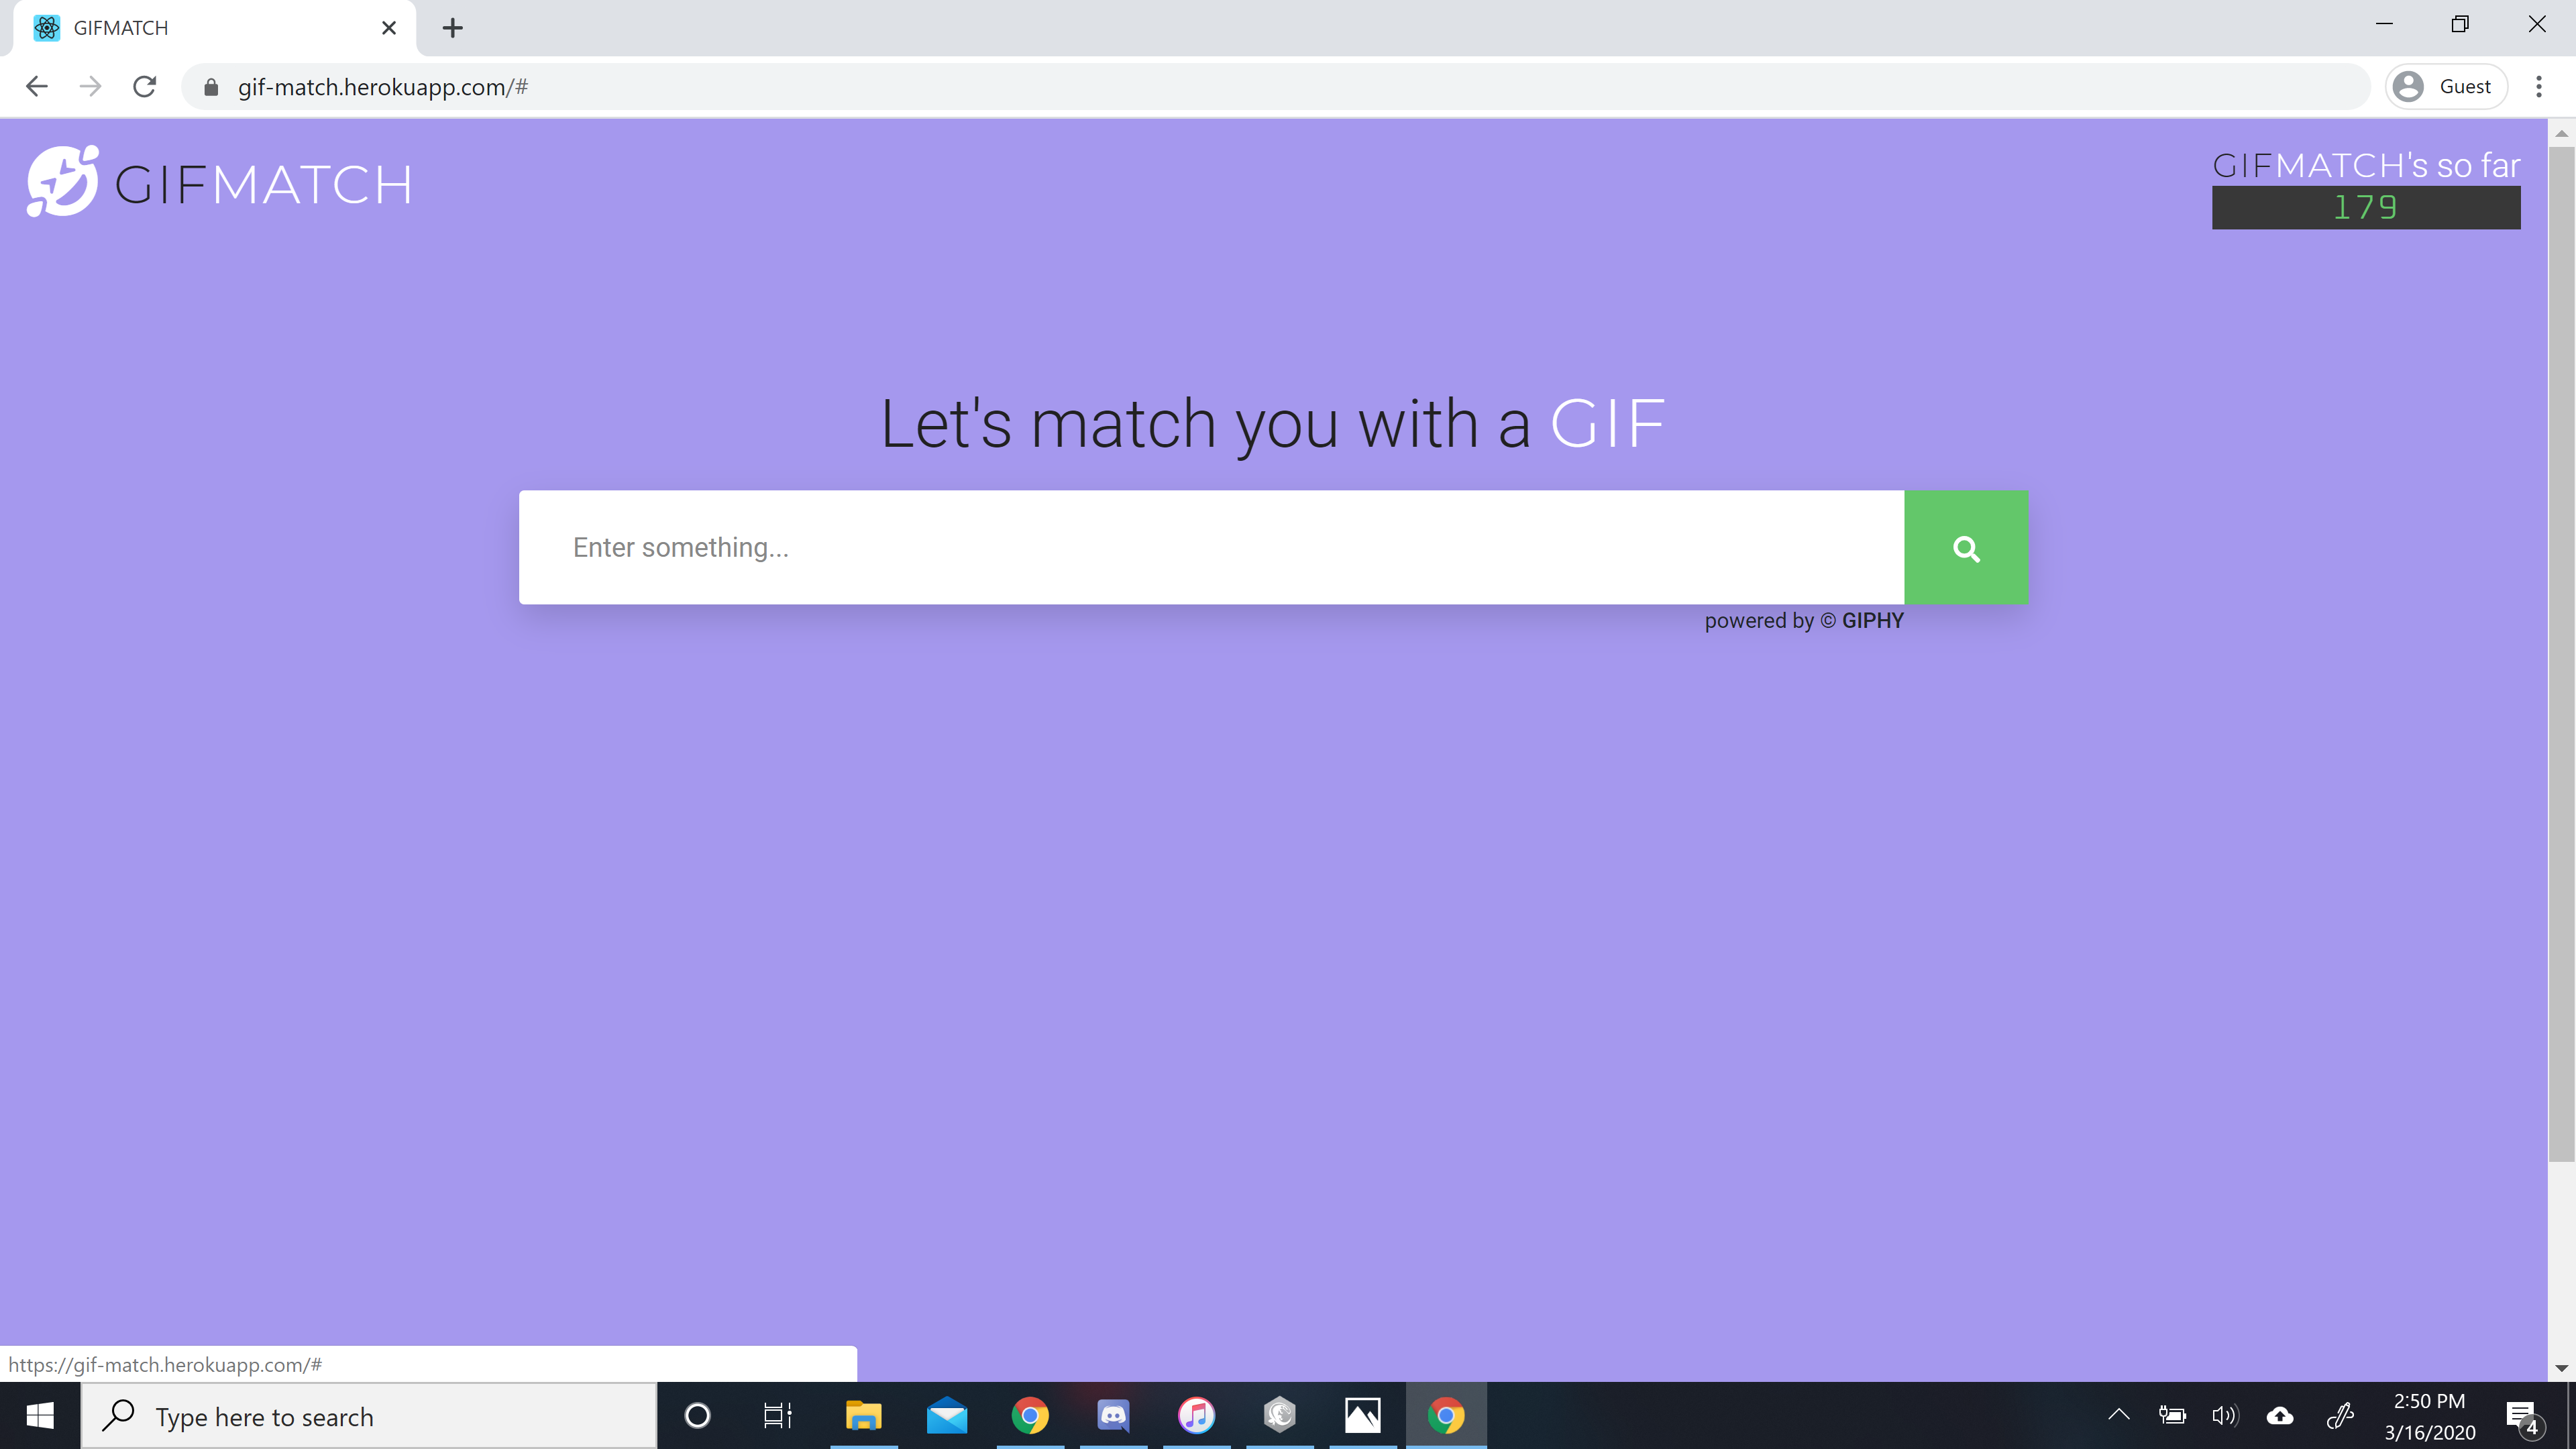 GIFMATCH
gif-match.herokuapp.com/#
Guest
GIFMATCH
GIFMATCH's so far
179
Let's match you with a GIF
Enter something...
powered by © GIPHY
https://gif-match.herokuapp.com/#
Type here to search
2:50 PM
3/16/2020
4